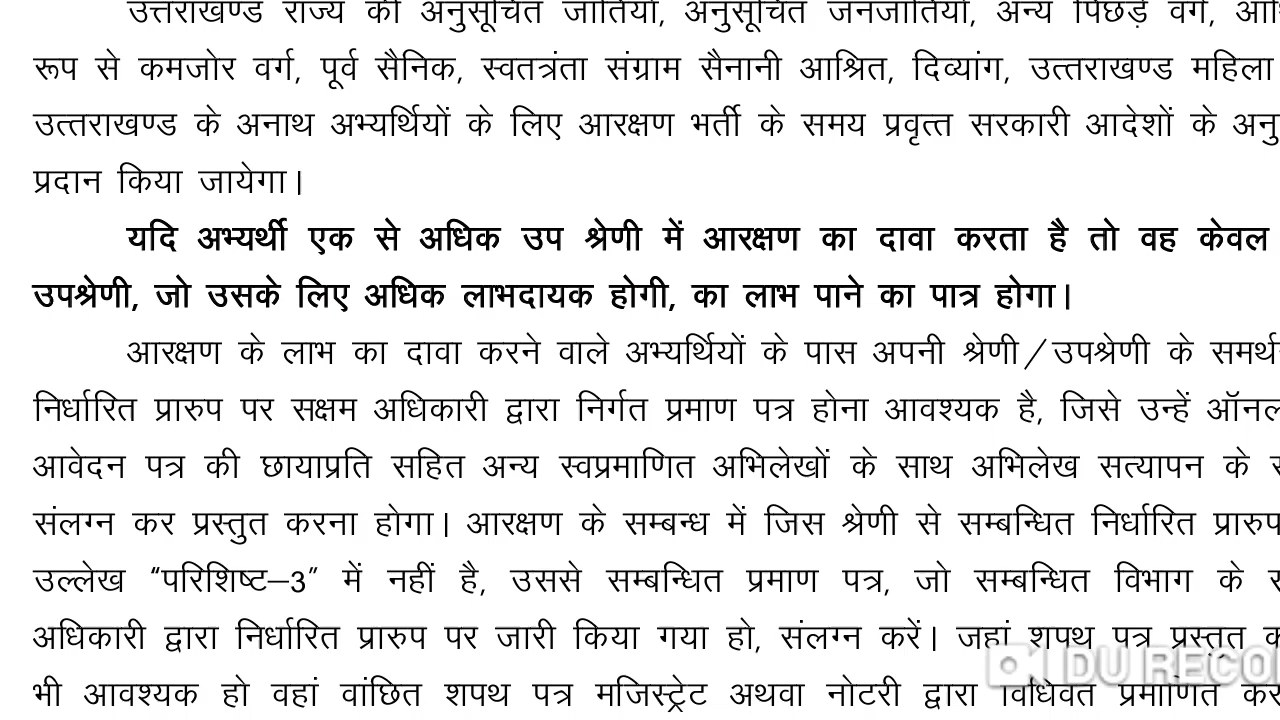 उत्तराखण्ड राज्य की अनुसूचित जातियों, अनुसूचित जनजातियों, अन्य पिछड़े वर्ग,
रूप से कमजोर वर्ग, पूर्व सैनिक, स्वतत्रंता संग्राम सैनानी आश्रित, दिव्यांग, उत्तराखण्ड महिला
उत्तराखण्ड के अनाथ अभ्यर्थियों के लिए आरक्षण भर्ती के समय प्रवृत्त सरकारी आदेशों के
प्रदान किया जायेगा।
यदि अभ्यर्थी एक से अधिक उप श्रेणी में आरक्षण का दावा करता है तो वह केवल
उपश्रेणी, जो उसके लिए अधिक लाभदायक होगी, का लाभ पाने का पात्र होगा।
आरक्षण के लाभ का दावा करने वाले अभ्यर्थियों के पास अपनी श्रेणी/उपश्रेणी के
निर्धारित प्रारुप पर सक्षम अधिकारी द्वारा निर्गत प्रमाण पत्र होना आवश्यक है, जिसे उन्हें
आवेदन पत्र की छायाप्रति सहित अन्य स्वप्रमाणित अभिलेखों के साथ अभिलेख सत्यापन के
संलग्न कर प्रस्तुत करना होगा। आरक्षण के सम्बन्ध में जिस श्रेणी से सम्बन्धित निर्धारित प्रारुप
उल्लेख “परिशिष्ट–3” में नहीं है, उससे सम्बन्धित प्रमाण पत्र, जो सम्बन्धित विभाग के
अधिकारी द्वारा निर्धारित प्रारुप पर जारी किया गया हो, संलग्न करें। जहां शपथ पत्र प्रस्तुत
भी आवश्यक हो वहां वांछित शपथ पत्र मजिस्ट्रेट अथवा नोटरी द्वारा विधिवत प्रमाणित
DU